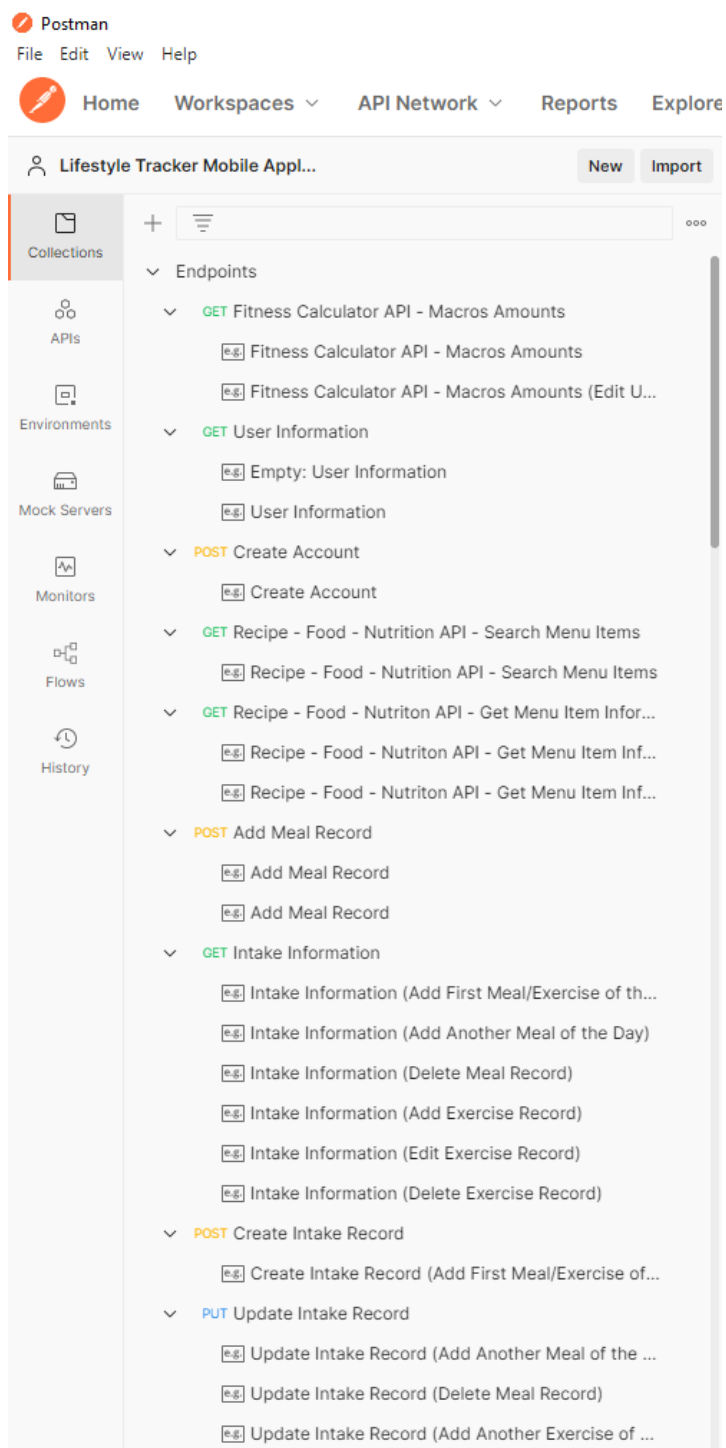 Postman
File Edit View Help
Home Workspaces API Network Reports Explore
Lifestyle Tracker Mobile Appl... New Import
Collections
APIs
Environments
Mock Servers
Monitors
Flows
History
Endpoints
GET Fitness Calculator API - Macros Amounts
e.g. Fitness Calculator API - Macros Amounts
e.g. Fitness Calculator API - Macros Amounts (Edit U...
GET User Information
e.g. Empty: User Information
e.g. User Information
POST Create Account
e.g. Create Account
GET Recipe - Food - Nutrition API - Search Menu Items
e.g. Recipe - Food - Nutrition API - Search Menu Items
GET Recipe - Food - Nutriton API - Get Menu Item Infor...
e.g. Recipe - Food - Nutriton API - Get Menu Item Inf...
e.g. Recipe - Food - Nutriton API - Get Menu Item Inf...
POST Add Meal Record
e.g. Add Meal Record
e.g. Add Meal Record
GET Intake Information
e.g. Intake Information (Add First Meal/Exercise of th...
e.g. Intake Information (Add Another Meal of the Day)
e.g. Intake Information (Delete Meal Record)
e.g. Intake Information (Add Exercise Record)
e.g. Intake Information (Edit Exercise Record)
e.g. Intake Information (Delete Exercise Record)
POST Create Intake Record
e.g. Create Intake Record (Add First Meal/Exercise of...
PUT Update Intake Record
e.g. Update Intake Record (Add Another Meal of the ...
e.g. Update Intake Record (Delete Meal Record)
e.g. Update Intake Record (Add Another Exercise of ...